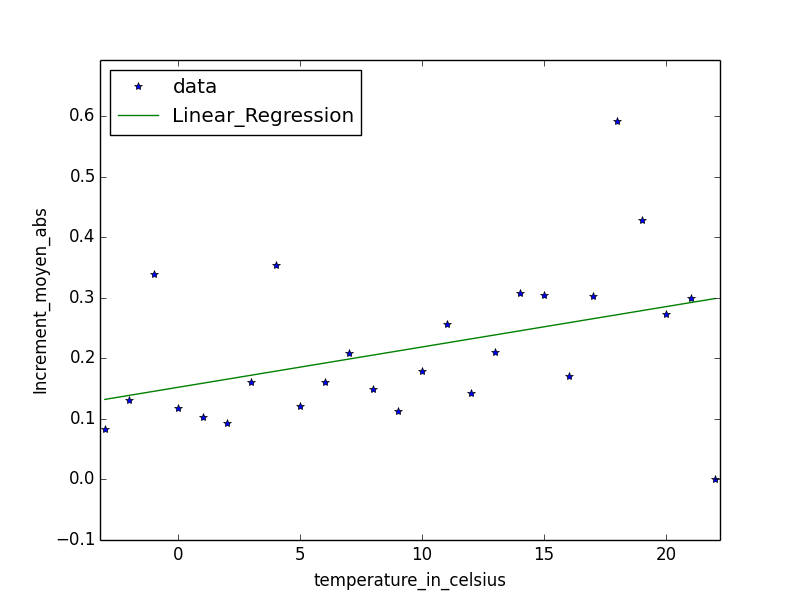 data
Linear_Regression
0.6
0.5
0.4
0.3
0.2
0.1
0.0
−0.1
Increment_moyen_abs
0 5 10 15 20
temperature_in_celsius